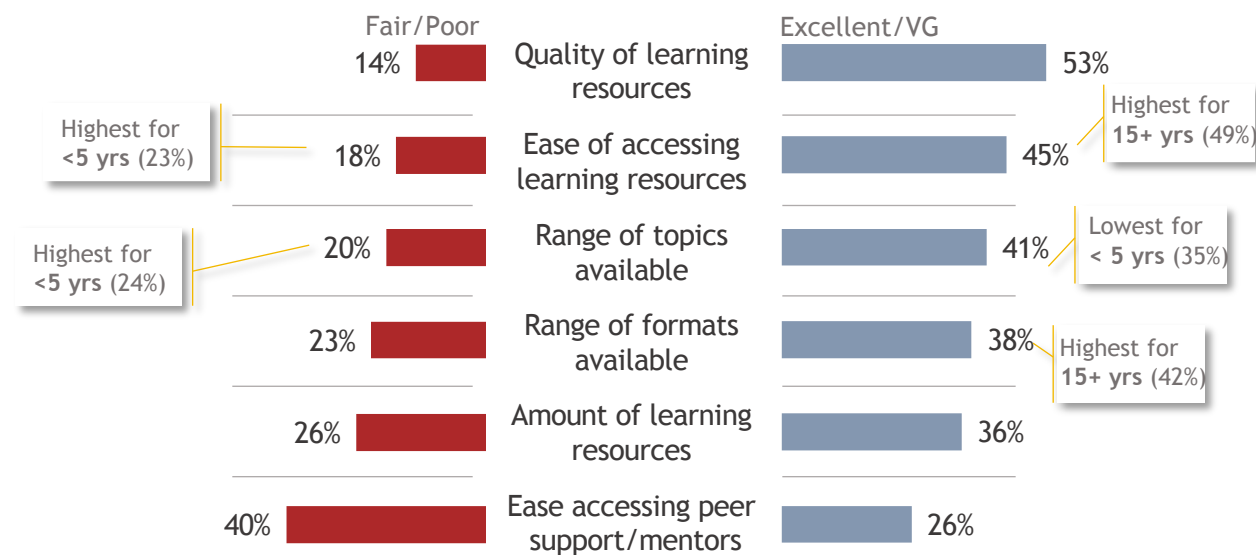 Fair/Poor
Excellent/VG
14%
Quality of learning
resources
53%
Highest for
<5 yrs (23%)
18%
Ease of accessing
learning resources
45%
Highest for
15+ yrs (49%)
Highest for
<5 yrs (24%)
20%
Range of topics
available
41%
Lowest for
< 5 yrs (35%)
23%
Range of formats
available
38%
Highest for
15+ yrs (42%)
26%
Amount of learning
resources
36%
40%
Ease accessing peer
support/mentors
26%